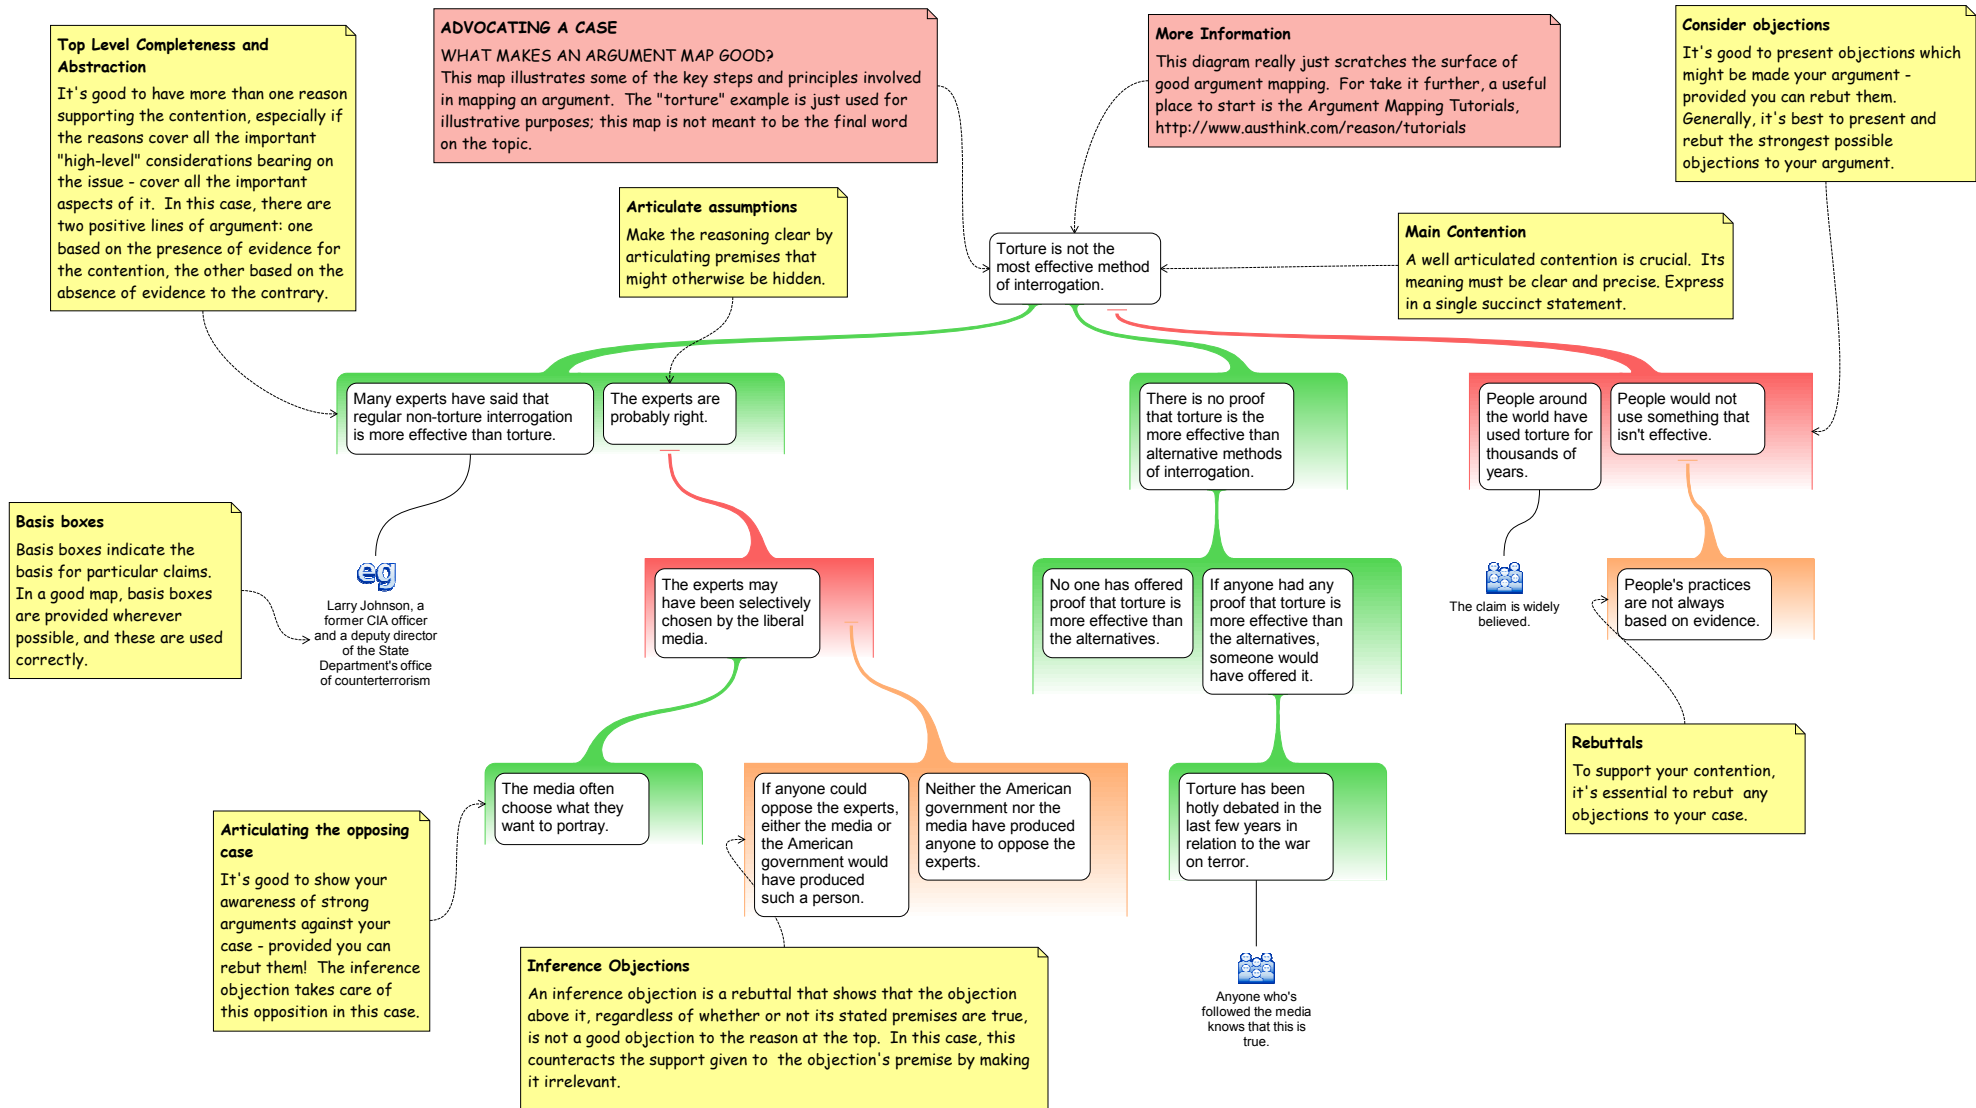 Top Level Completeness and
Abstraction
It's good to have more than one reason
supporting the contention, especially if
the reasons cover all the important
"high-level" considerations bearing on
the issue - cover all the important
aspects of it.  In this case, there are
two positive lines of argument: one
based on the presence of evidence for
the contention, the other based on the
absence of evidence to the contrary.
ADVOCATING A CASE
WHAT MAKES AN ARGUMENT MAP GOOD?
This map illustrates some of the key steps and principles involved
in mapping an argument.  The "torture" example is just used for
illustrative purposes; this map is not meant to be the final word
on the topic.
More Information
This diagram really just scratches the surface of
good argument mapping.  For take it further, a useful
place to start is the Argument Mapping Tutorials,
http://www.austhink.com/reason/tutorials
Consider objections
It's good to present objections which
might be made your argument -
provided you can rebut them.
Generally, it's best to present and
rebut the strongest possible
objections to your argument.
Articulate assumptions
Make the reasoning clear by
articulating premises that
might otherwise be hidden.
Torture is not the
most effective method
of interrogation.
Main Contention
A well articulated contention is crucial.  Its
meaning must be clear and precise. Express
in a single succinct statement.
Many experts have said that
regular non-torture interrogation
is more effective than torture.
The experts are
probably right.
There is no proof
that torture is the
more effective than
alternative methods
of interrogation.
People around
the world have
used torture for
thousands of
years.
People would not
use something that
isn't effective.
Basis boxes
Basis boxes indicate the
basis for particular claims.
In a good map, basis boxes
are provided wherever
possible, and these are used
correctly.
eg
Larry Johnson, a
former CIA officer
and a deputy director
of the State
Department's office
of counterterrorism
The experts may
have been selectively
chosen by the liberal
media.
No one has offered
proof that torture is
more effective than
the alternatives.
If anyone had any
proof that torture is
more effective than
the alternatives,
someone would
have offered it.
The claim is widely
believed.
People's practices
are not always
based on evidence.
Rebuttals
To support your contention,
it's essential to rebut  any
objections to your case.
The media often
choose what they
want to portray.
If anyone could
oppose the experts,
either the media or
the American
government would
have produced
such a person.
Neither the American
government nor the
media have produced
anyone to oppose the
experts.
Torture has been
hotly debated in the
last few years in
relation to the war
on terror.
Articulating the opposing
case
It's good to show your
awareness of strong
arguments against your
case - provided you can
rebut them!  The inference
objection takes care of
this opposition in this case.
Inference Objections
An inference objection is a rebuttal that shows that the objection
above it, regardless of whether or not its stated premises are true,
is not a good objection to the reason at the top.  In this case, this
counteracts the support given to  the objection's premise by making
it irrelevant.
Anyone who's
followed the media
knows that this is
true.